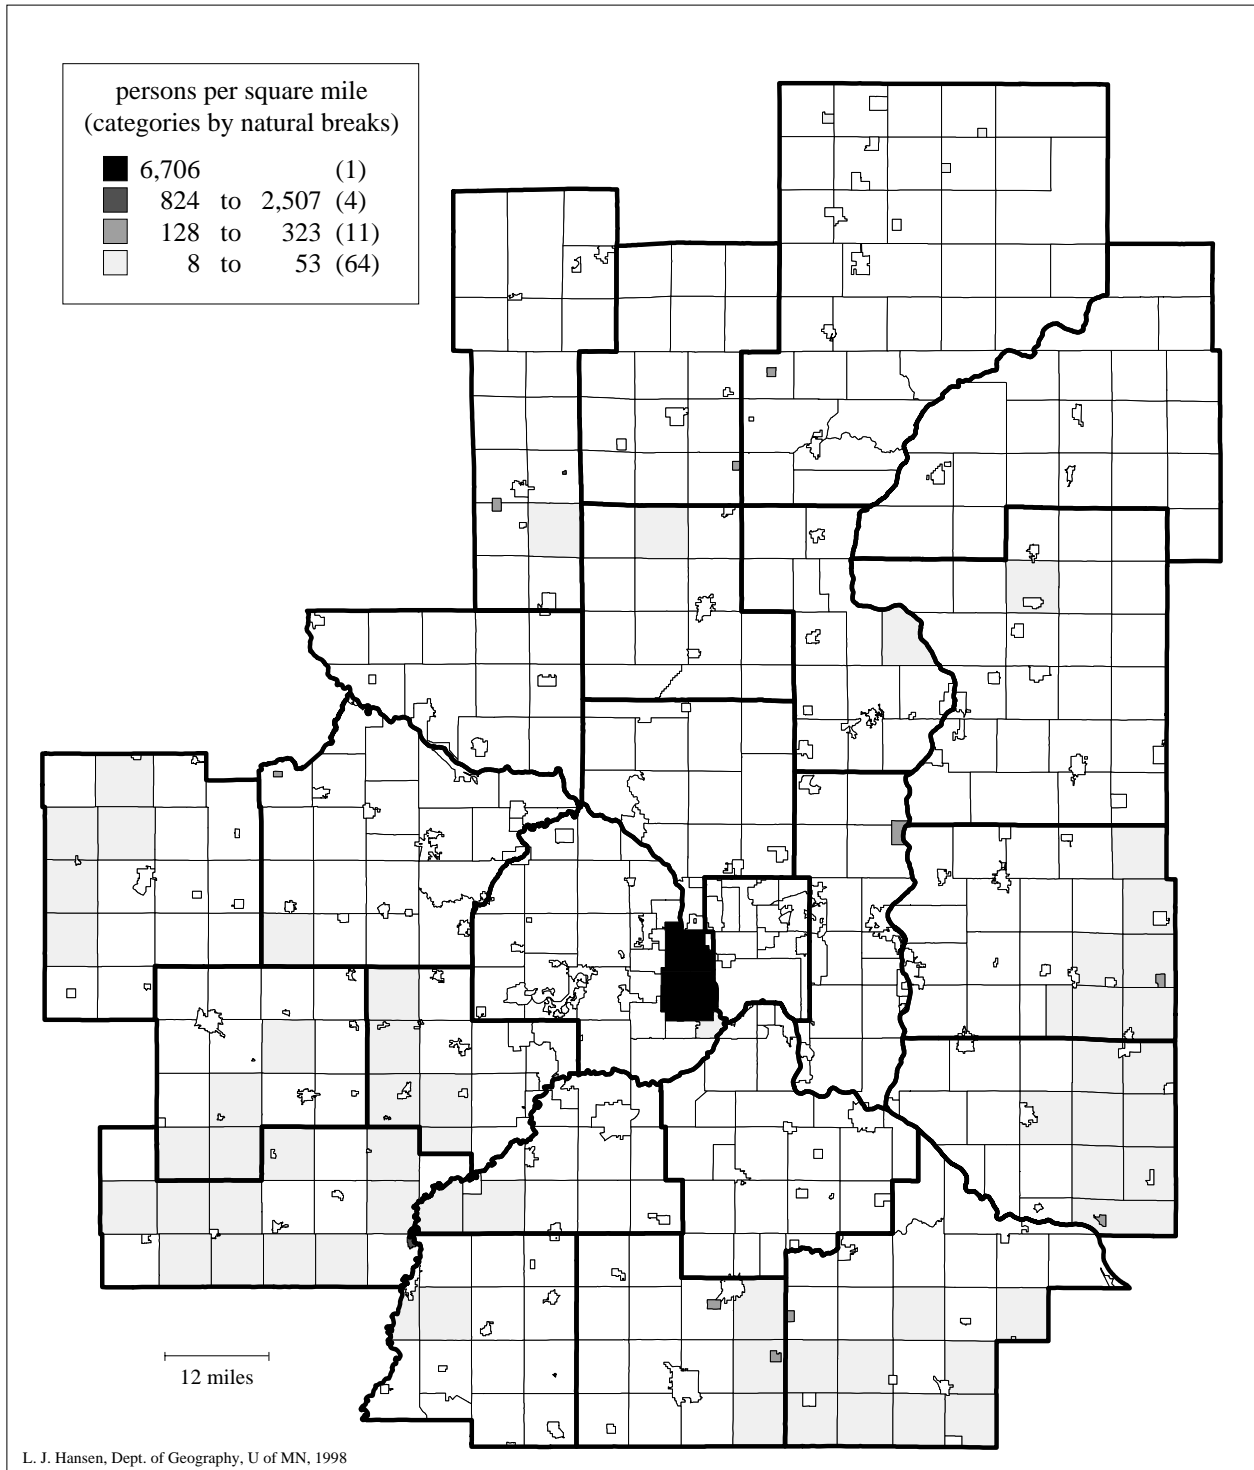 persons per square mile
(categories by natural breaks)
6,706 (1)
824 to 2,507 (4)
128 to 323 (11)
8 to 53 (64)
12 miles
L. J. Hansen, Dept. of Geography, U of MN, 1998